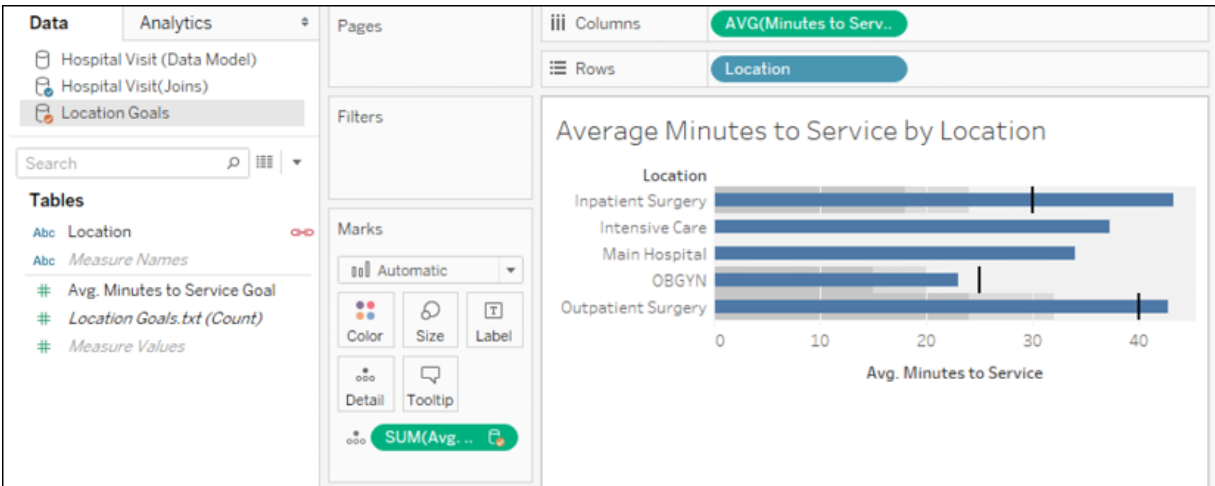 Data
Analytics
Hospital Visit (Data Model)
Hospital Visit(Joins)
Location Goals
Search
Tables
Abc Location
Abc Measure Names
# Avg. Minutes to Service Goal
# Location Goals.txt (Count)
# Measure Values
Pages
Filters
Marks
Automatic
Color
Size
Label
Detail
Tooltip
SUM(Avg. ..
Columns
AVG(Minutes to Serv..
Rows
Location
Average Minutes to Service by Location
Location
Inpatient Surgery
Intensive Care
Main Hospital
OBGYN
Outpatient Surgery
0 10 20 30 40
Avg. Minutes to Service